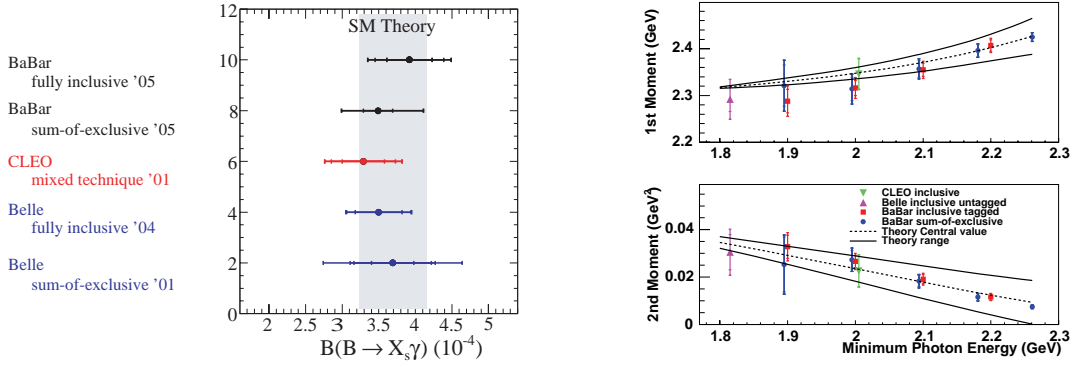 SM Theory
BaBar
fully inclusive '05
BaBar
sum-of-exclusive '05
CLEO
mixed technique '01
Belle
fully inclusive '04
Belle
sum-of-exclusive '01
12
10
8
6
4
2
0
2 2.5 3 3.5 4 4.5 5
B(B → X_sγ) (10⁻⁴)
1st Moment (GeV)
2.4
2.3
2.2
1.8 1.9 2 2.1 2.2 2.3
2nd Moment (GeV²)
0.04
0.02
0
CLEO inclusive
Belle inclusive untagged
BaBar inclusive tagged
BaBar sum-of-exclusive
Theory Central value
Theory range
1.8 1.9 2 2.1 2.2 2.3
Minimum Photon Energy (GeV)